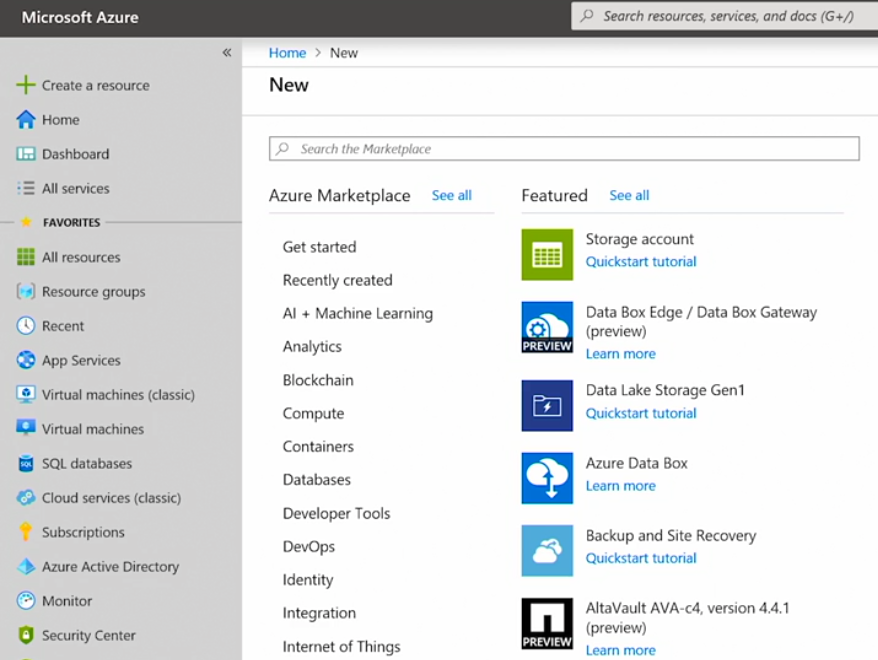 Microsoft Azure
Search resources, services, and docs (G+/)
«
Create a resource
Home
Dashboard
All services
FAVORITES
All resources
Resource groups
Recent
App Services
Virtual machines (classic)
Virtual machines
SQL
SQL databases
Cloud services (classic)
Subscriptions
Azure Active Directory
Monitor
Security Center
Home > New
New
Search the Marketplace
Azure Marketplace See all
Get started
Recently created
AI + Machine Learning
Analytics
Blockchain
Compute
Containers
Databases
Developer Tools
DevOps
Identity
Integration
Internet of Things
Featured See all
Storage account
Quickstart tutorial
PREVIEW
Data Box Edge / Data Box Gateway
(preview)
Learn more
Data Lake Storage Gen1
Quickstart tutorial
Azure Data Box
Learn more
Backup and Site Recovery
Quickstart tutorial
PREVIEW
AltaVault AVA-c4, version 4.4.1
(preview)
Learn more